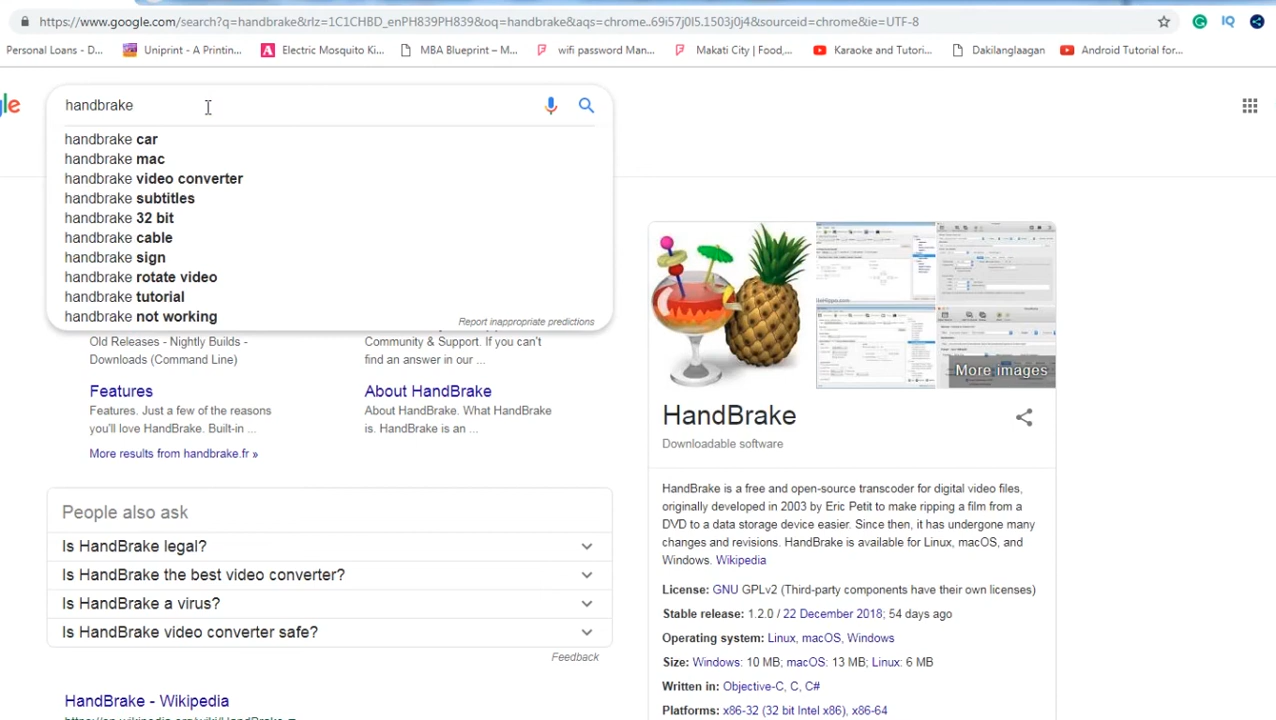 https://www.google.com/search?q=handbrake&rlz=1C1CHBD_enPH839PH839&oq=handbrake&aqs=chrome..69i57j0l5.1503j0j4&sourceid=chrome&ie=UTF-8
Personal Loans - D... Uniprint - A Printin... Electric Mosquito Ki... MBA Blueprint – M... wifi password Man... Makati City | Food,... Karaoke and Tutori... Dakilanglaagan Android Tutorial for...
handbrake
handbrake car
handbrake mac
handbrake video converter
handbrake subtitles
handbrake 32 bit
handbrake cable
handbrake sign
handbrake rotate video
handbrake tutorial
handbrake not working
Report inappropriate predictions
Old Releases - Nightly Builds -
Downloads (Command Line)
Community & Support. If you can't
find an answer in our ...
Features
Features. Just a few of the reasons
you'll love HandBrake. Built-in ...
About HandBrake
About HandBrake. What HandBrake
is. HandBrake is an ...
More results from handbrake.fr »
People also ask
Is HandBrake legal?
Is HandBrake the best video converter?
Is HandBrake a virus?
Is HandBrake video converter safe?
Feedback
HandBrake - Wikipedia
More images
HandBrake
Downloadable software
HandBrake is a free and open-source transcoder for digital video files,
originally developed in 2003 by Eric Petit to make ripping a film from a
DVD to a data storage device easier. Since then, it has undergone many
changes and revisions. HandBrake is available for Linux, macOS, and
Windows. Wikipedia
License: GNU GPLv2 (Third-party components have their own licenses)
Stable release: 1.2.0 / 22 December 2018; 54 days ago
Operating system: Linux, macOS, Windows
Size: Windows: 10 MB; macOS: 13 MB; Linux: 6 MB
Written in: Objective-C, C, C#
Platforms: x86-32 (32 bit Intel x86), x86-64